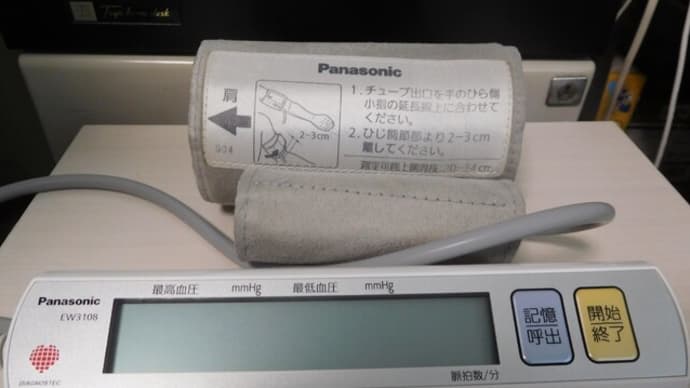 Panasonic
肩
1. チューブ出口を手のひら側
小指の延長線上に合わせて
ください。
2. ひじ関節部より2-3cm
離してください。
2-3cm
904
Panasonic
EW3108
最高血圧 mmHg 最低血圧 mmHg
記憶
呼出
開始
終了
脈拍数/分
DIAGNOSTEC